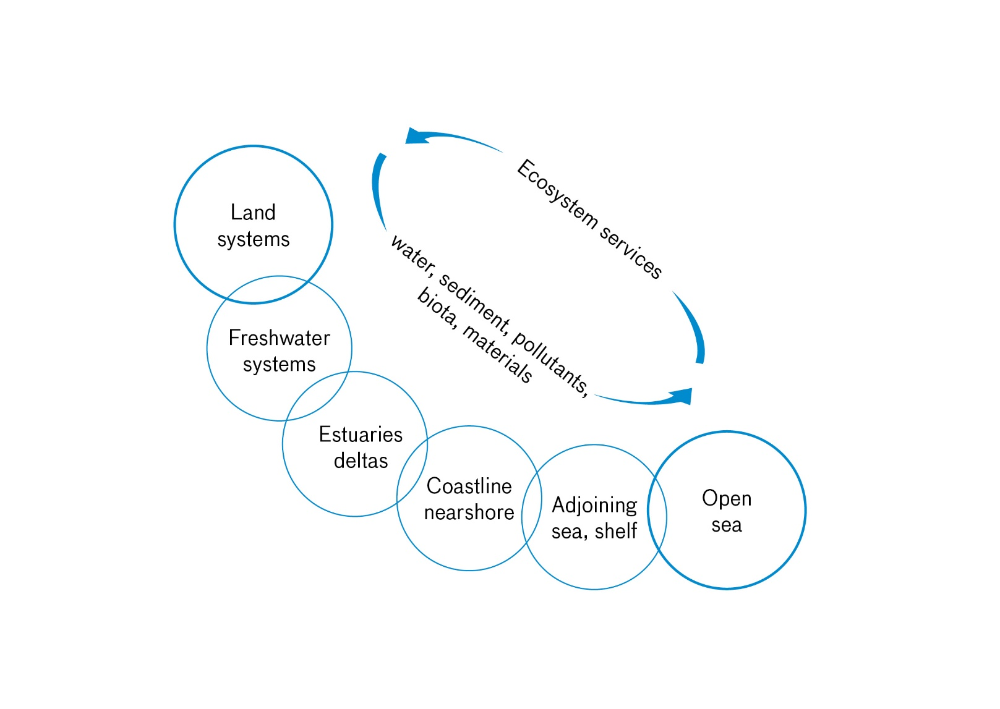 Ecosystem services
water, sediment, pollutants,
biota, materials
Land
systems
Freshwater
systems
Estuaries
deltas
Coastline
nearshore
Adjoining
sea, shelf
Open
sea